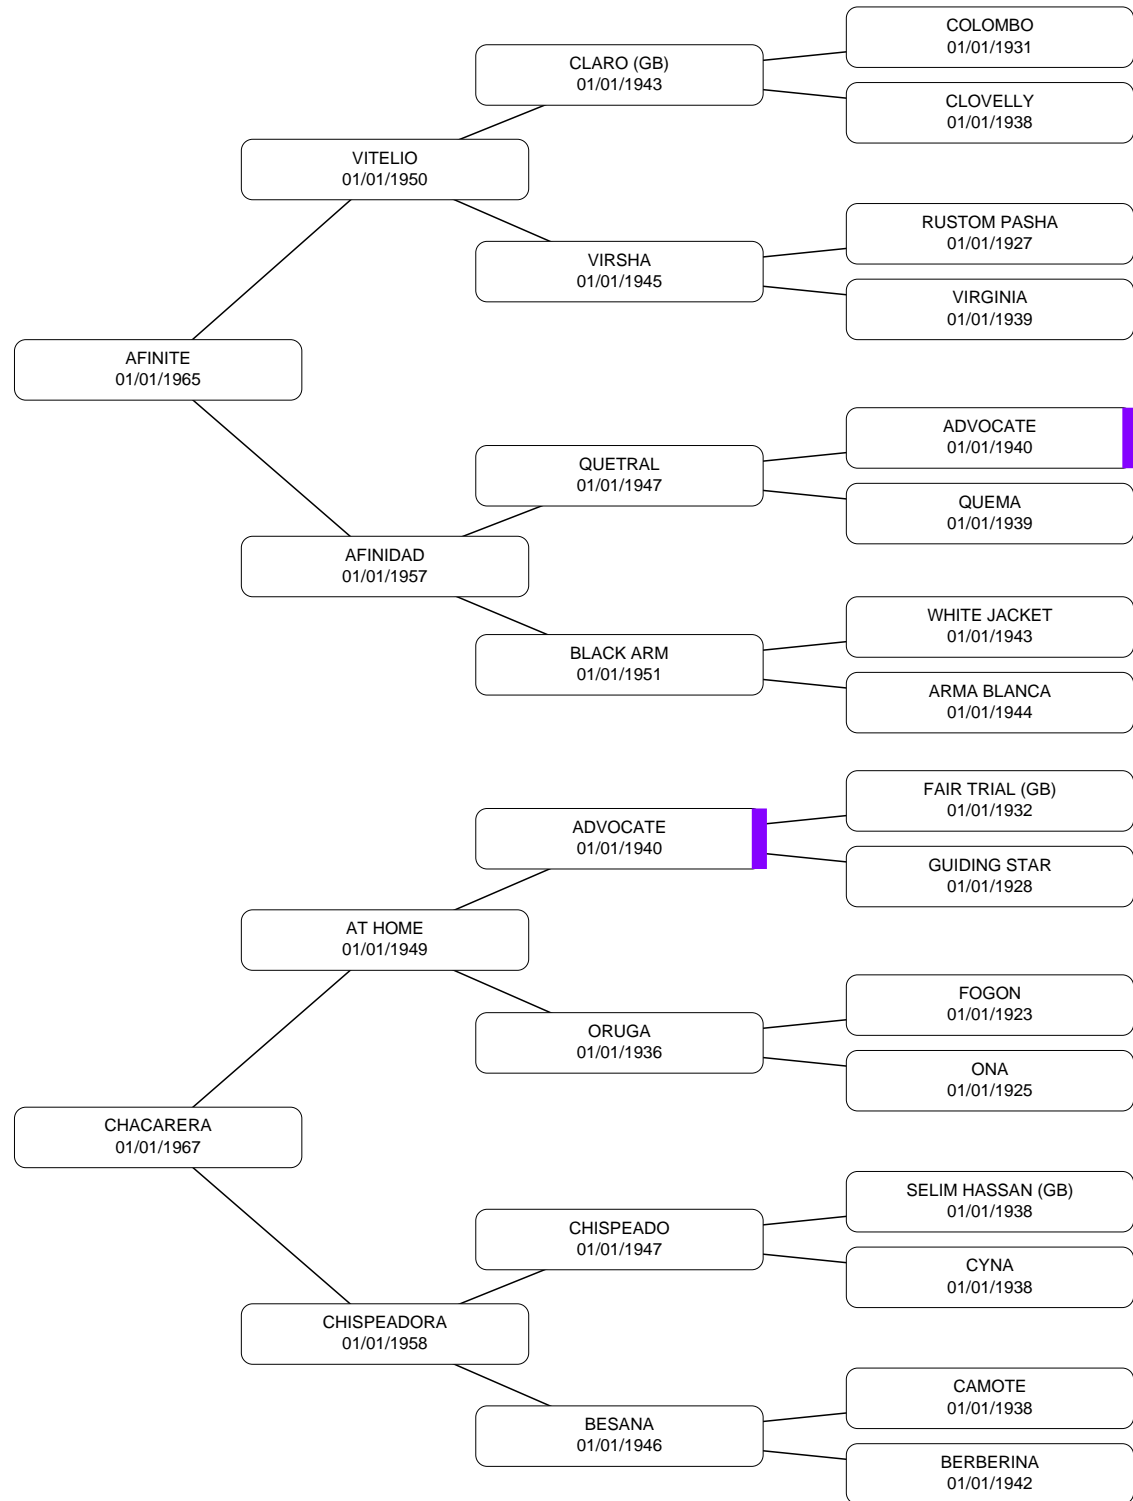 COLOMBO
01/01/1931
CLARO (GB)
01/01/1943
CLOVELLY
01/01/1938
VITELIO
01/01/1950
RUSTOM PASHA
01/01/1927
VIRSHA
01/01/1945
VIRGINIA
01/01/1939
AFINITE
01/01/1965
ADVOCATE
01/01/1940
QUETRAL
01/01/1947
QUEMA
01/01/1939
AFINIDAD
01/01/1957
WHITE JACKET
01/01/1943
BLACK ARM
01/01/1951
ARMA BLANCA
01/01/1944
FAIR TRIAL (GB)
01/01/1932
ADVOCATE
01/01/1940
GUIDING STAR
01/01/1928
AT HOME
01/01/1949
FOGON
01/01/1923
ORUGA
01/01/1936
ONA
01/01/1925
CHACARERA
01/01/1967
SELIM HASSAN (GB)
01/01/1938
CHISPEADO
01/01/1947
CYNA
01/01/1938
CHISPEADORA
01/01/1958
CAMOTE
01/01/1938
BESANA
01/01/1946
BERBERINA
01/01/1942